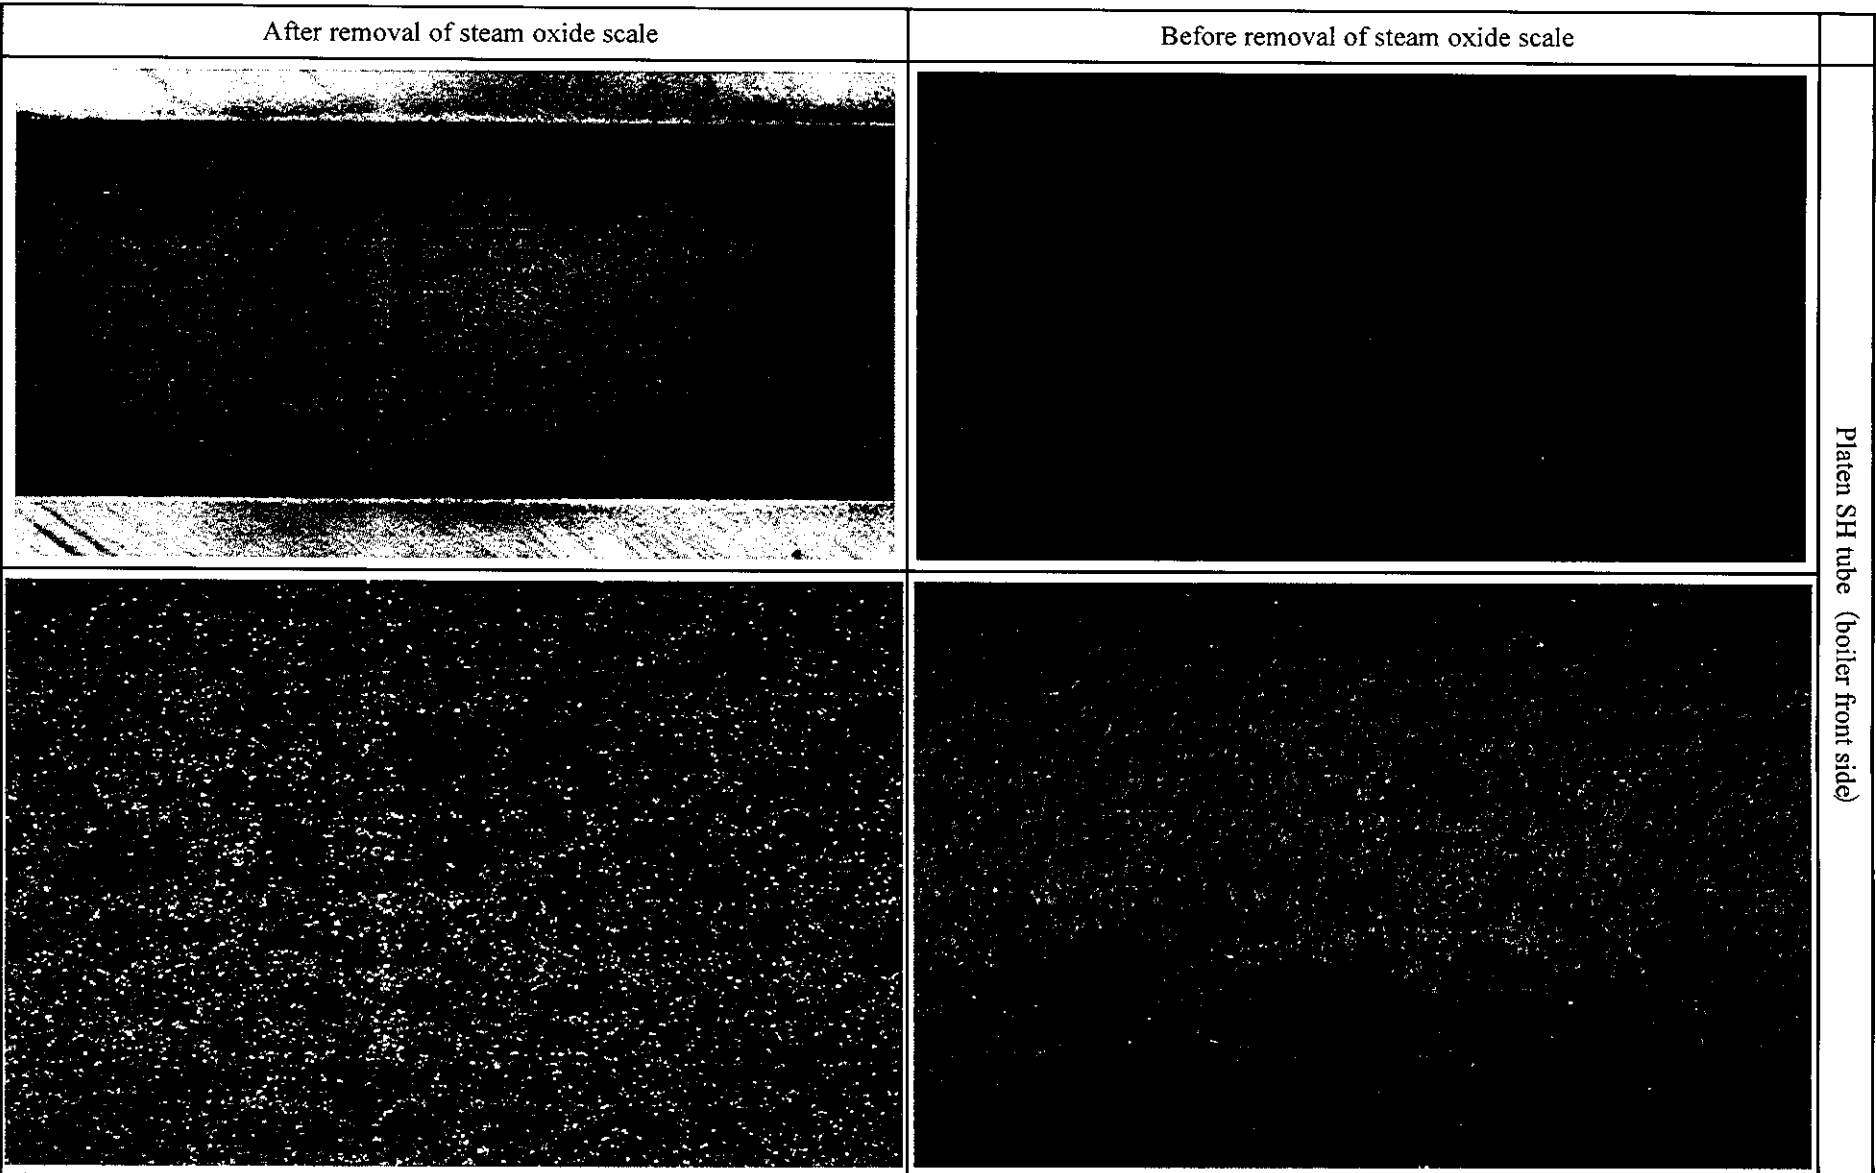 After removal of steam oxide scale
Before removal of steam oxide scale
Platen SH tube (boiler front side)